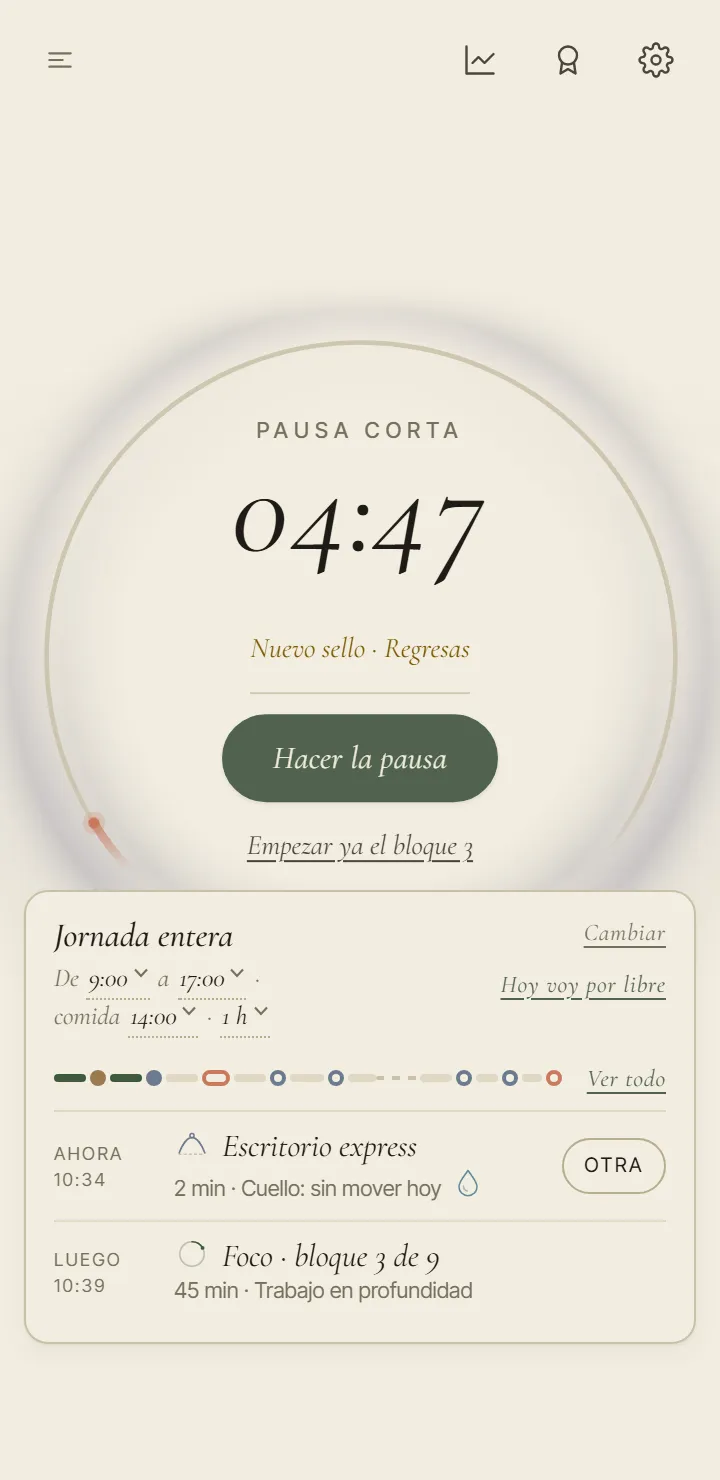 PAUSA CORTA
04:47
Nuevo sello · Regresas
Hacer la pausa
Empezar ya el bloque 3
Jornada entera
Cambiar
De 9:00 a 17:00 ·
Hoy voy por libre
comida 14:00 · 1 h
Ver todo
AHORA
10:34
Escritorio express
2 min · Cuello: sin mover hoy
OTRA
LUEGO
10:39
Foco · bloque 3 de 9
45 min · Trabajo en profundidad